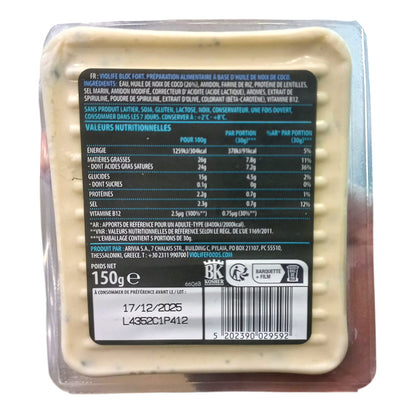 FR : VIOLIFE BLOC FORT. PRÉPARATION ALIMENTAIRE À BASE D'HUILE DE NOIX DE COCO.
INGRÉDIENTS: EAU, HUILE DE NOIX DE COCO (26%), AMIDON, FARINE DE RIZ, PROTÉINE DE LENTILLES,
SEL MARIN, AMIDON MODIFIÉ, CORRECTEUR D'ACIDITÉ (ACIDE LACTIQUE), ARÔMES, EXTRAIT DE
SPIRULINE, POUDRE DE SPIRULINE, EXTRAIT D'OLIVE, COLORANT (BÊTA-CAROTÈNE), VITAMINE B12.
SANS PRODUIT LAITIER, SOJA, GLUTEN, LACTOSE, NOIX, CONSERVATEURS. UNE FOIS OUVERT,
CONSOMMER DANS LES 7 JOURS. CONSERVER À : +2°C - +8°C.
VALEURS NUTRITIONNELLES
POUR 100g PAR PORTION (30g)*** %*AR* PAR PORTION (30g)***
ÉNERGIE 1259kJ/304kcal 378kJ/91kcal 5%
MATIERES GRASSES 26g 7.8g 11%
- DONT ACIDES GRAS SATURÉS 24g 7.2g 36%
GLUCIDES 15g 4.5g 2%
- DONT SUCRES 0.1g 0g 0%
PROTÉINES 2.2g 0.7g 1%
SEL 2.3g 0.7g 12%
VITAMINE B12 2.5µg (100%**) 0.75µg (30%**)
*AR : APPORTS DE RÉFÉRENCE POUR UN ADULTE-TYPE (8400kJ/2000kcal).
**VNR : VALEURS NUTRITIONNELLES DE RÉFÉRENCE SELON LE RÈGL. DE L'UE 1169/2011.
***L'EMBALLAGE CONTIENT 5 PORTIONS DE 30g.
PRODUIT PAR : ARIVIA S.A., 7 CHALKIS STR., BUILDING C, PYLAIA, PO BOX 21107, PC 55510,
THESSALONIKI, GREECE, T : +30 2311 990700 VIOLIFEFOODS.COM
POIDS NET
150g e
66Q6B
BK
KOSHER
BARQUETTE
+ FILM
À CONSOMMER DE PRÉFÉRENCE AVANT LE / LOT :
17/12/2025
L4352C1P412
5 202390 029592